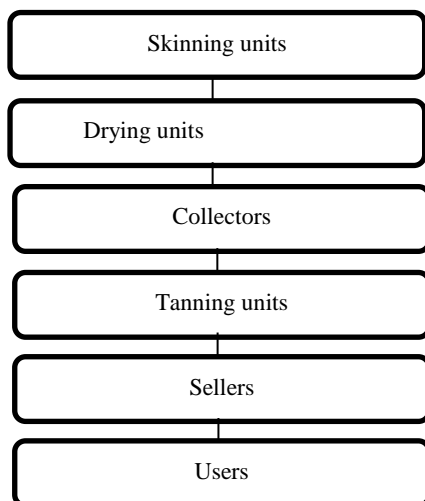 Skinning units
Drying units
Collectors
Tanning units
Sellers
Users